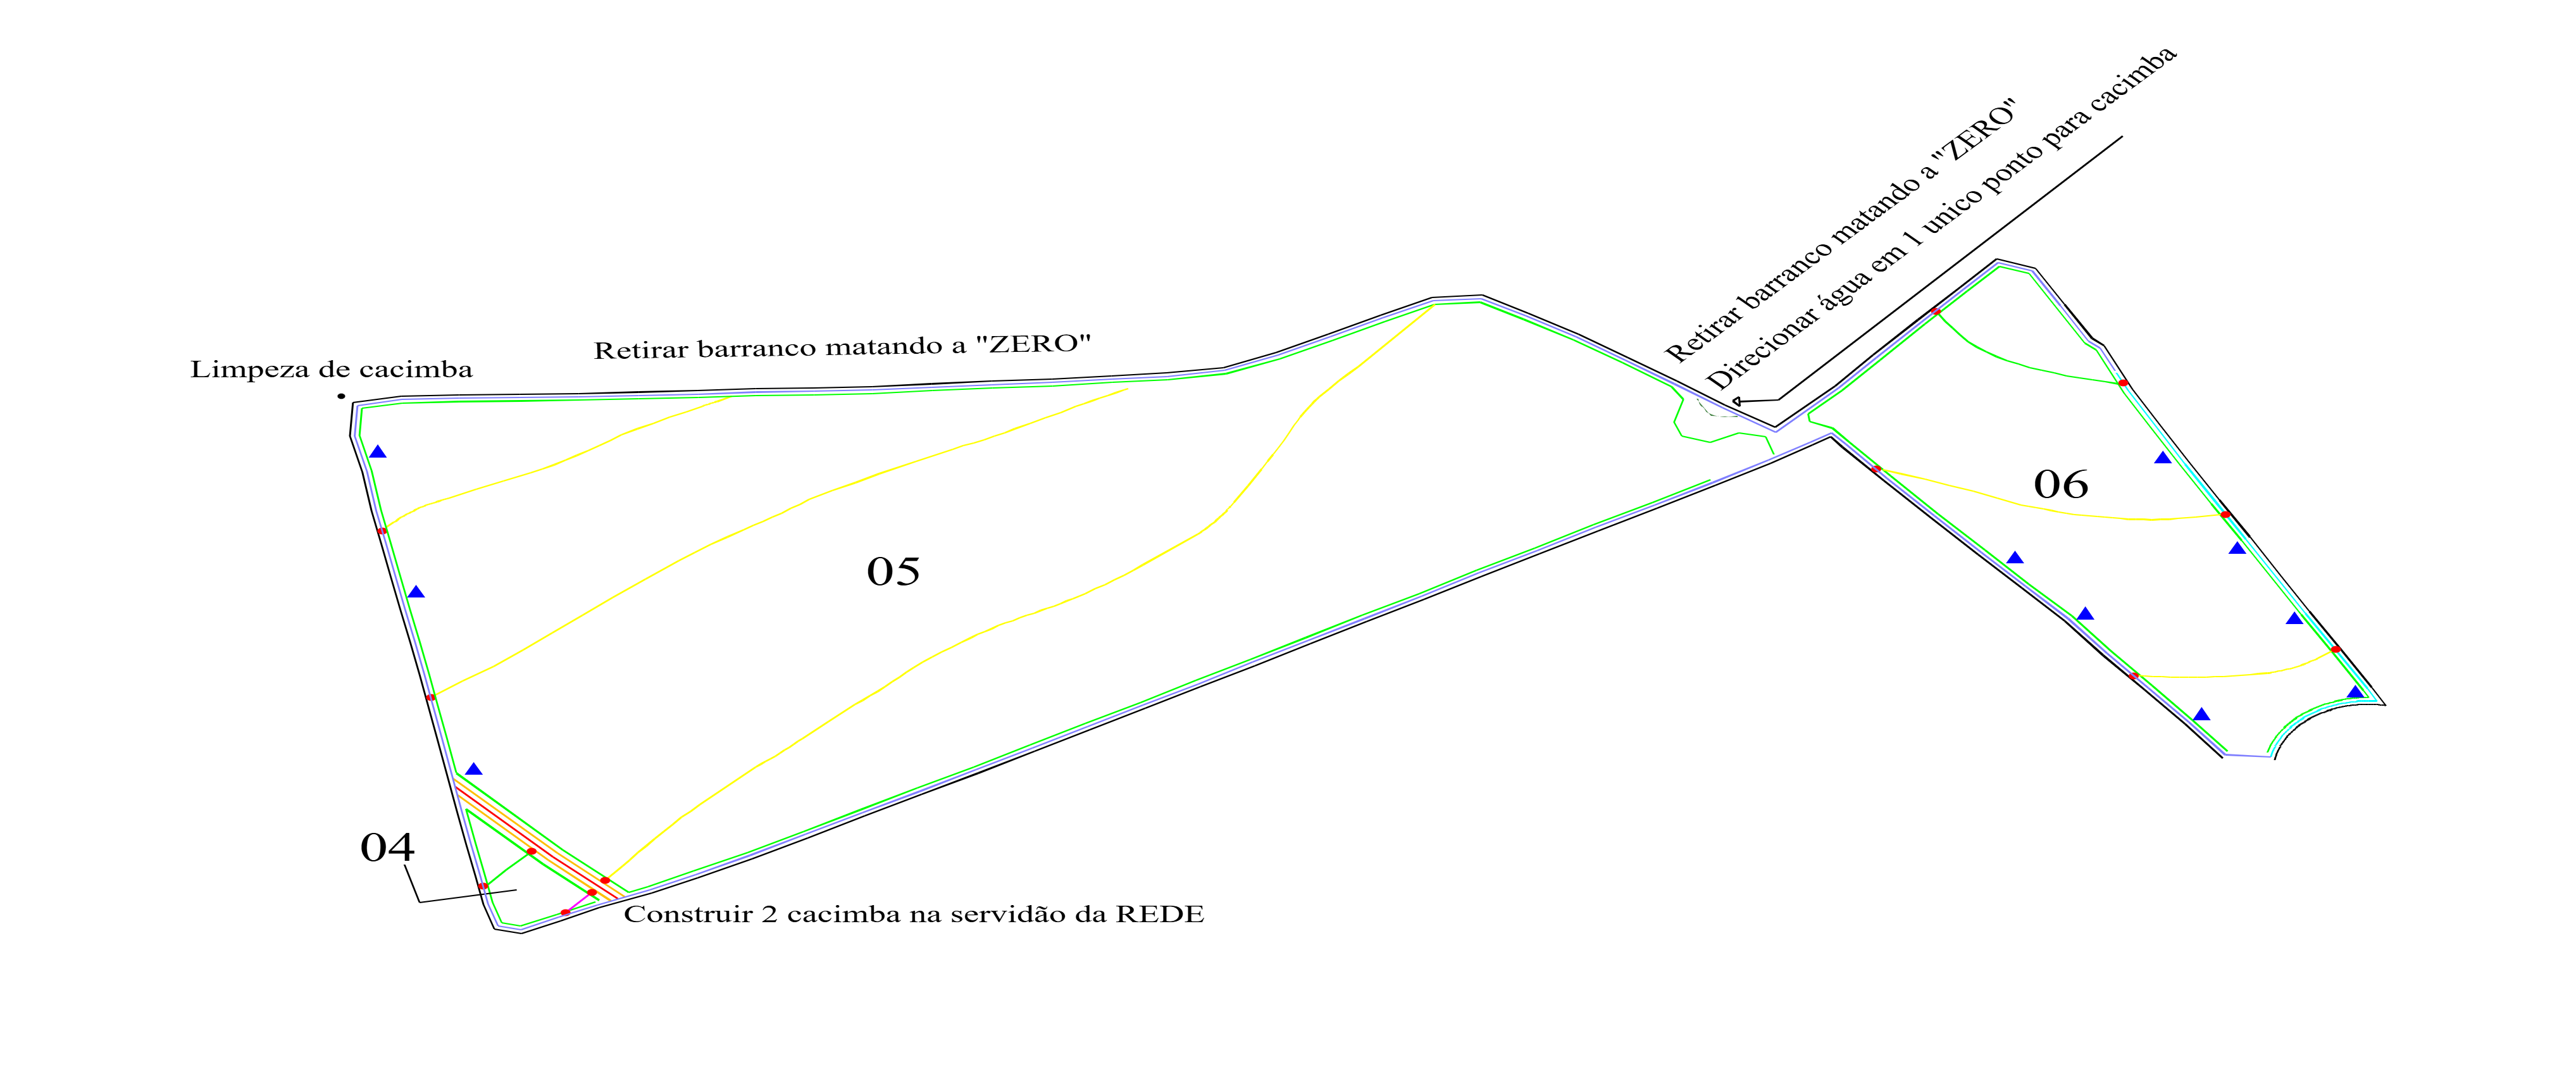 Retirar barranco matando a "ZERO"
Direcionar água em 1 unico ponto para cacimba
Retirar barranco matando a "ZERO"
Limpeza de cacimba
06
05
04
Construir 2 cacimba na servidão da REDE